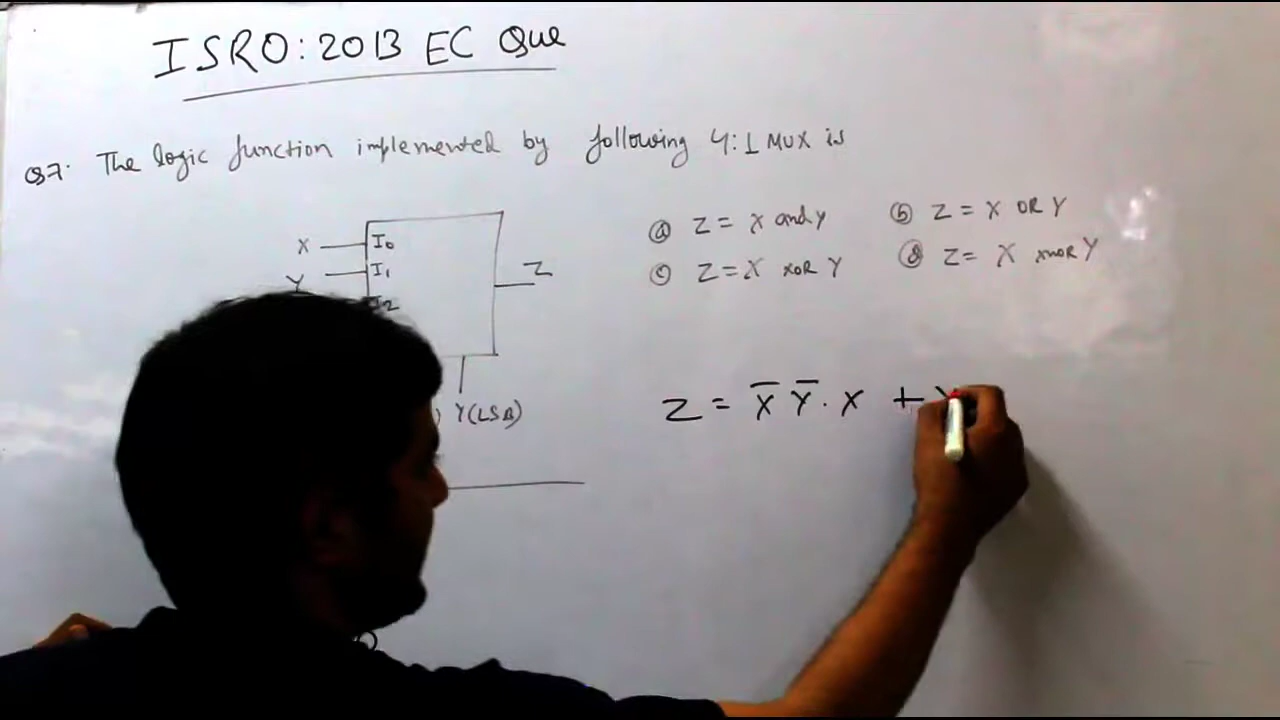 ISRO: 2013 EC Que
Q7. The logic function implemented by following 4:1 MUX is
X I0
Y I1
I2
Z
Y(LSB)
(a) Z = X and Y
(b) Z = X OR Y
(c) Z = X XOR Y
(d) Z = X XNOR Y
Z = X̅ Y̅ . X +